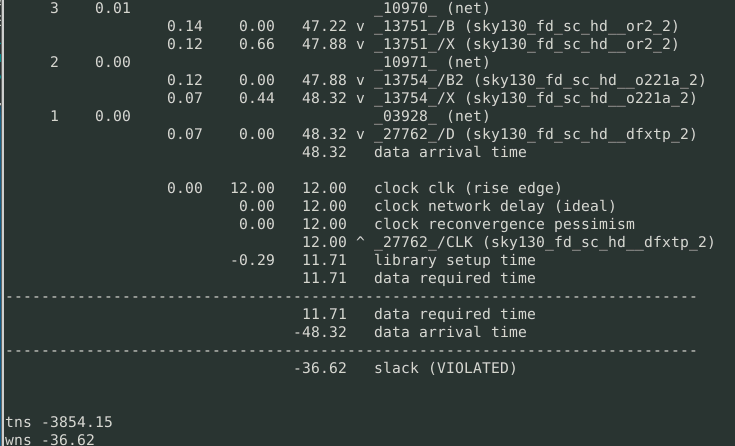 3 0.01 _10970_ (net)
0.14 0.00 47.22 v _13751_/B (sky130_fd_sc_hd__or2_2)
0.12 0.66 47.88 v _13751_/X (sky130_fd_sc_hd__or2_2)
2 0.00 _10971_ (net)
0.12 0.00 47.88 v _13754_/B2 (sky130_fd_sc_hd__o221a_2)
0.07 0.44 48.32 v _13754_/X (sky130_fd_sc_hd__o221a_2)
1 0.00 _03928_ (net)
0.07 0.00 48.32 v _27762_/D (sky130_fd_sc_hd__dfxtp_2)
48.32 data arrival time
0.00 12.00 12.00 clock clk (rise edge)
0.00 12.00 clock network delay (ideal)
0.00 12.00 clock reconvergence pessimism
12.00 ^ _27762_/CLK (sky130_fd_sc_hd__dfxtp_2)
-0.29 11.71 library setup time
11.71 data required time
-----------------------------------------------------------------------------
11.71 data required time
-48.32 data arrival time
-----------------------------------------------------------------------------
-36.62 slack (VIOLATED)
tns -3854.15
wns -36.62